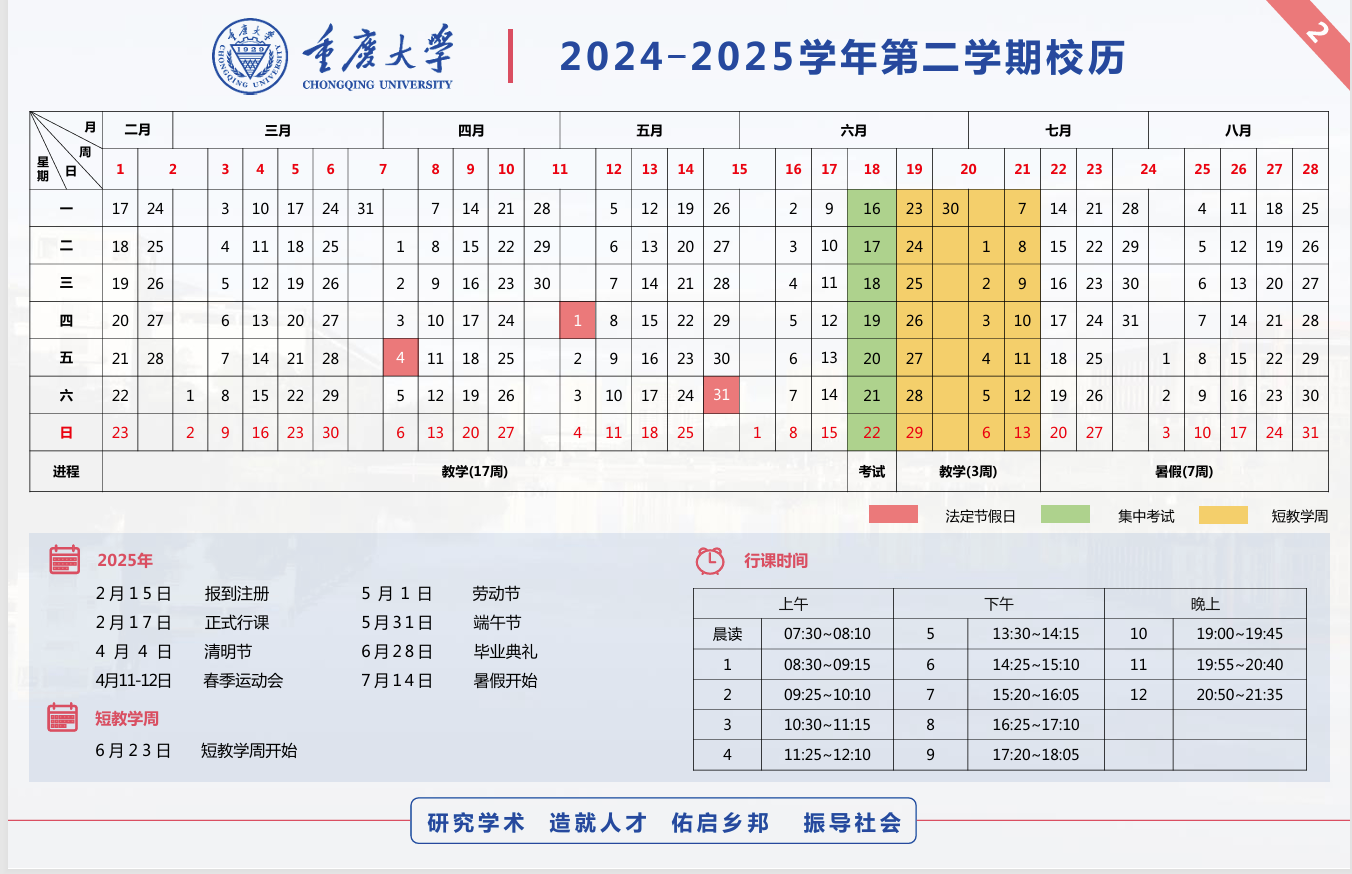 重庆大学
CHONGQING UNIVERSITY
1929
CHONGQING UNIVERSITY
2024-2025学年第二学期校历
2
月 周 日 星期 二月 三月 四月 五月 六月 七月 八月
1 2 3 4 5 6 7 8 9 10 11 12 13 14 15 16 17 18 19 20 21 22 23 24 25 26 27 28
一 17 24 3 10 17 24 31 7 14 21 28 5 12 19 26 2 9 16 23 30 7 14 21 28 4 11 18 25
二 18 25 4 11 18 25 1 8 15 22 29 6 13 20 27 3 10 17 24 1 8 15 22 29 5 12 19 26
三 19 26 5 12 19 26 2 9 16 23 30 7 14 21 28 4 11 18 25 2 9 16 23 30 6 13 20 27
四 20 27 6 13 20 27 3 10 17 24 1 8 15 22 29 5 12 19 26 3 10 17 24 31 7 14 21 28
五 21 28 7 14 21 28 4 11 18 25 2 9 16 23 30 6 13 20 27 4 11 18 25 1 8 15 22 29
六 22 1 8 15 22 29 5 12 19 26 3 10 17 24 31 7 14 21 28 5 12 19 26 2 9 16 23 30
日 23 2 9 16 23 30 6 13 20 27 4 11 18 25 1 8 15 22 29 6 13 20 27 3 10 17 24 31
进程 教学(17周) 考试 教学(3周) 暑假(7周)
法定节假日 集中考试 短教学周
2025年
2月15日 报到注册 5月1日 劳动节
2月17日 正式行课 5月31日 端午节
4月4日 清明节 6月28日 毕业典礼
4月11-12日 春季运动会 7月14日 暑假开始
短教学周
6月23日 短教学周开始
行课时间
上午 下午 晚上
晨读 07:30~08:10 5 13:30~14:15 10 19:00~19:45
1 08:30~09:15 6 14:25~15:10 11 19:55~20:40
2 09:25~10:10 7 15:20~16:05 12 20:50~21:35
3 10:30~11:15 8 16:25~17:10
4 11:25~12:10 9 17:20~18:05
研究学术 造就人才 佑启乡邦 振导社会